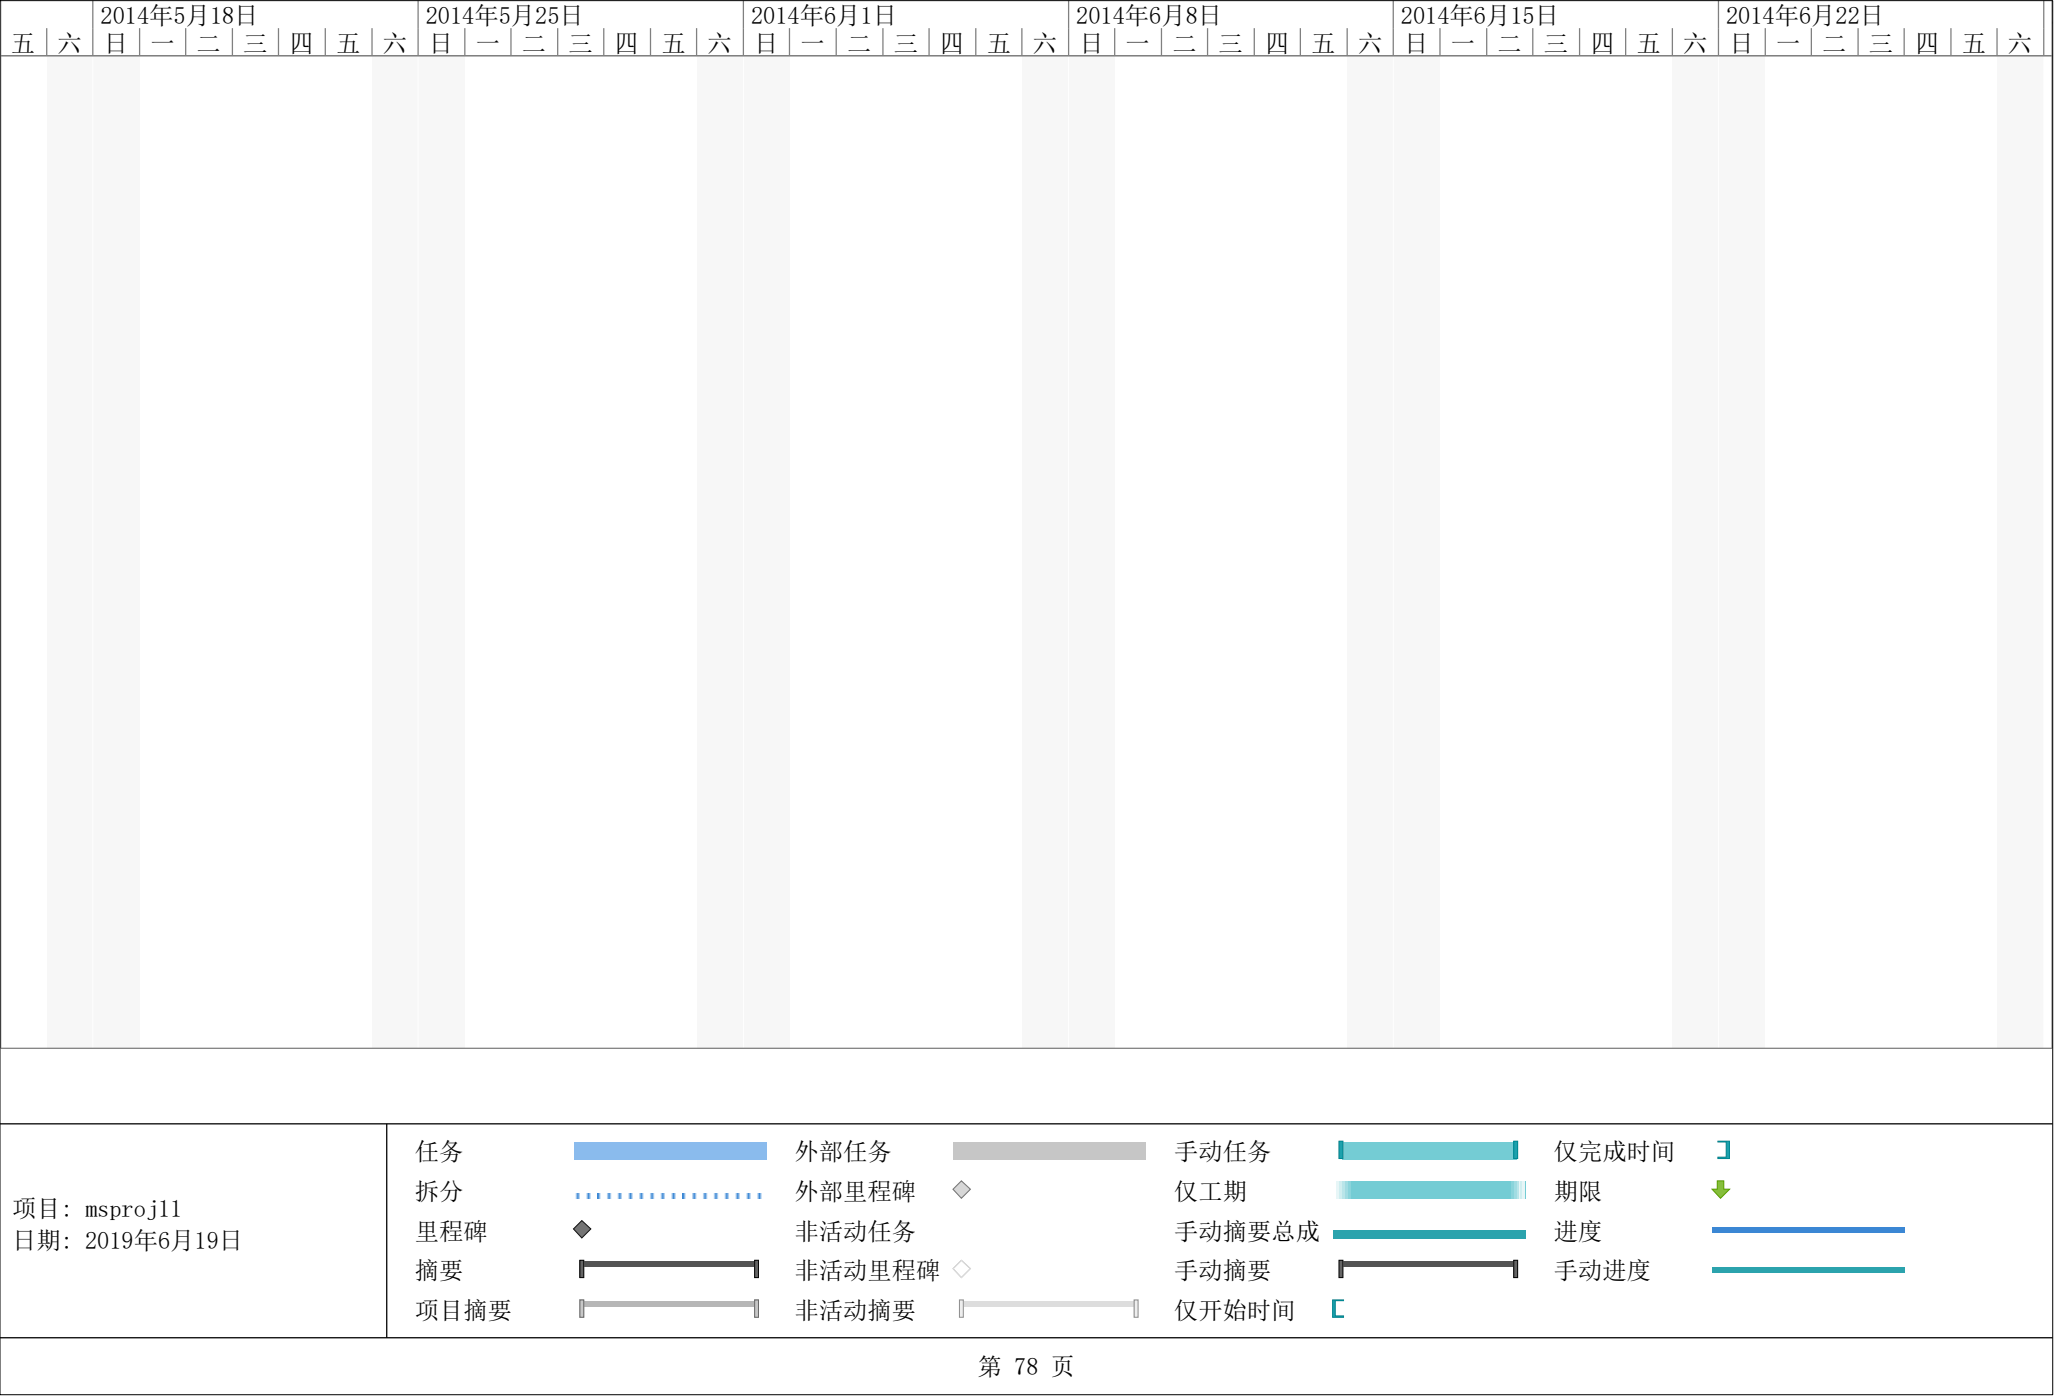 2014年5月18日 2014年5月25日 2014年6月1日 2014年6月8日 2014年6月15日 2014年6月22日
五 六 日 一 二 三 四 五 六 日 一 二 三 四 五 六 日 一 二 三 四 五 六 日 一 二 三 四 五 六 日 一 二 三 四 五 六 日 一 二 三 四 五 六
项目: msproj11
日期: 2019年6月19日
任务 外部任务 手动任务 仅完成时间
拆分 外部里程碑 仅工期 期限
里程碑 非活动任务 手动摘要总成 进度
摘要 非活动里程碑 手动摘要 手动进度
项目摘要 非活动摘要 仅开始时间
第 78 页